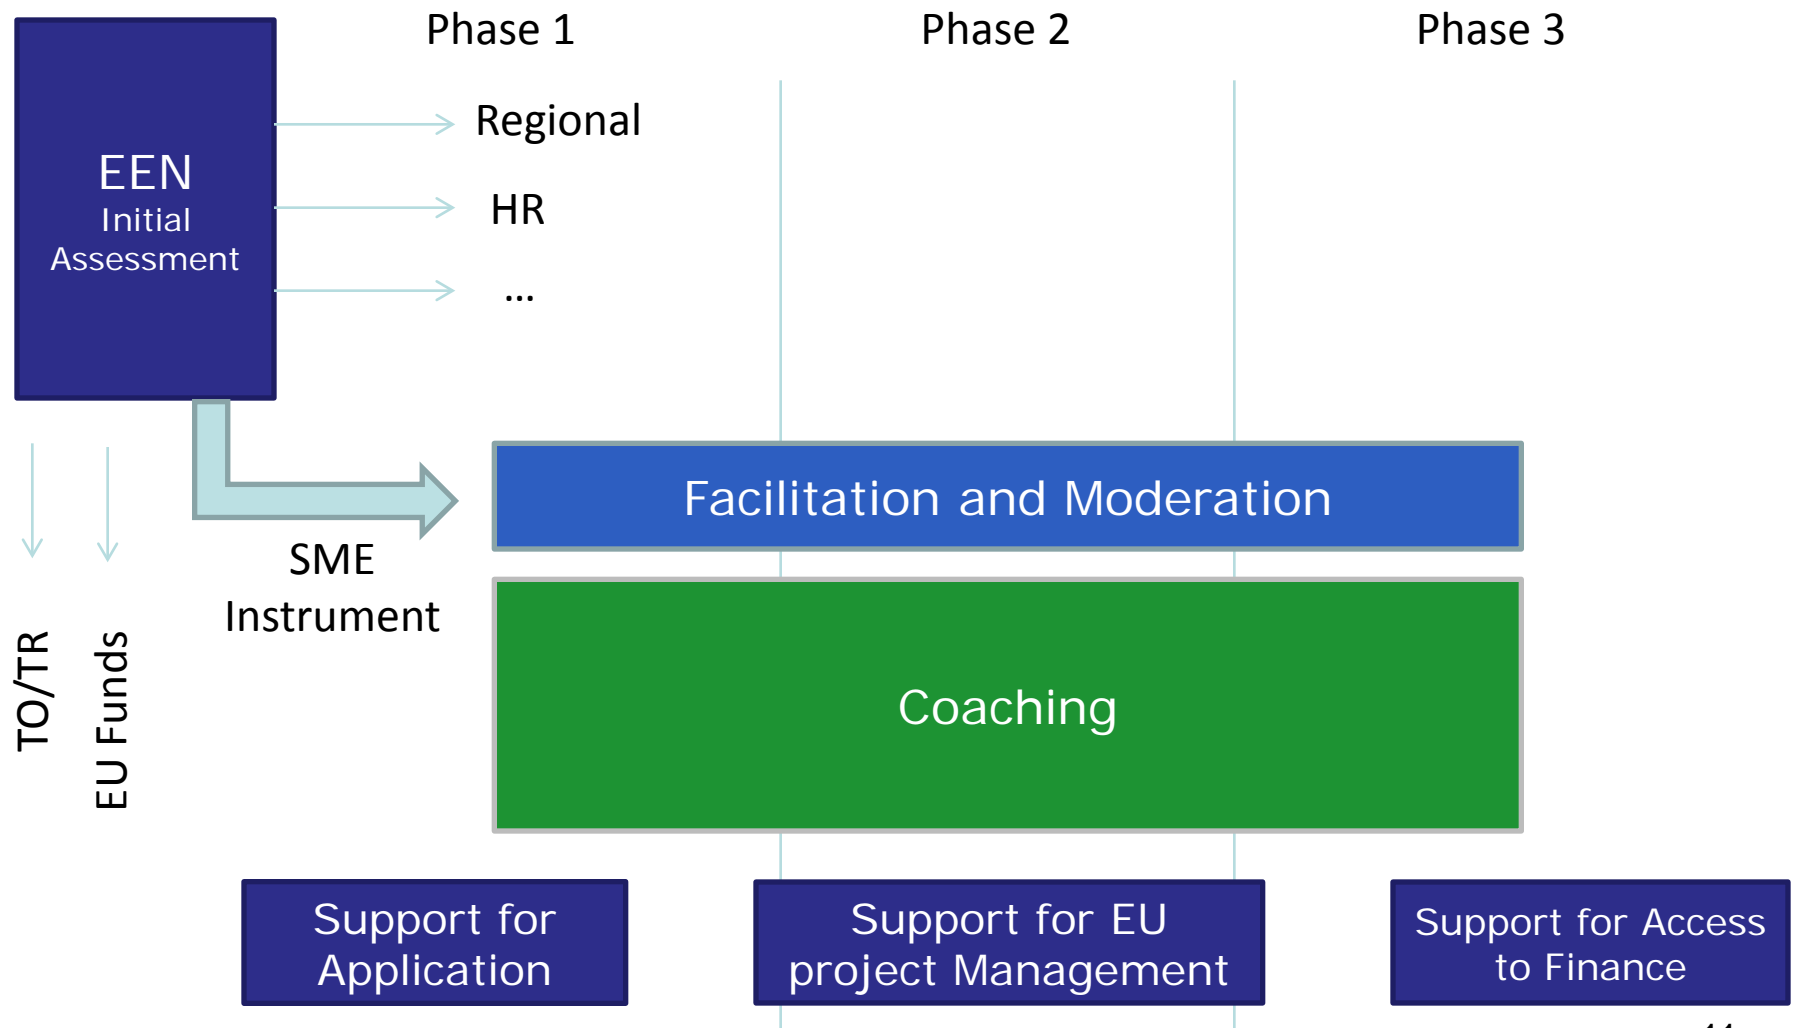 Phase 1
Phase 2
Phase 3
EEN
Initial
Assessment
Regional
HR
...
SME
Instrument
TO/TR
EU Funds
Facilitation and Moderation
Coaching
Support for
Application
Support for EU
project Management
Support for Access
to Finance